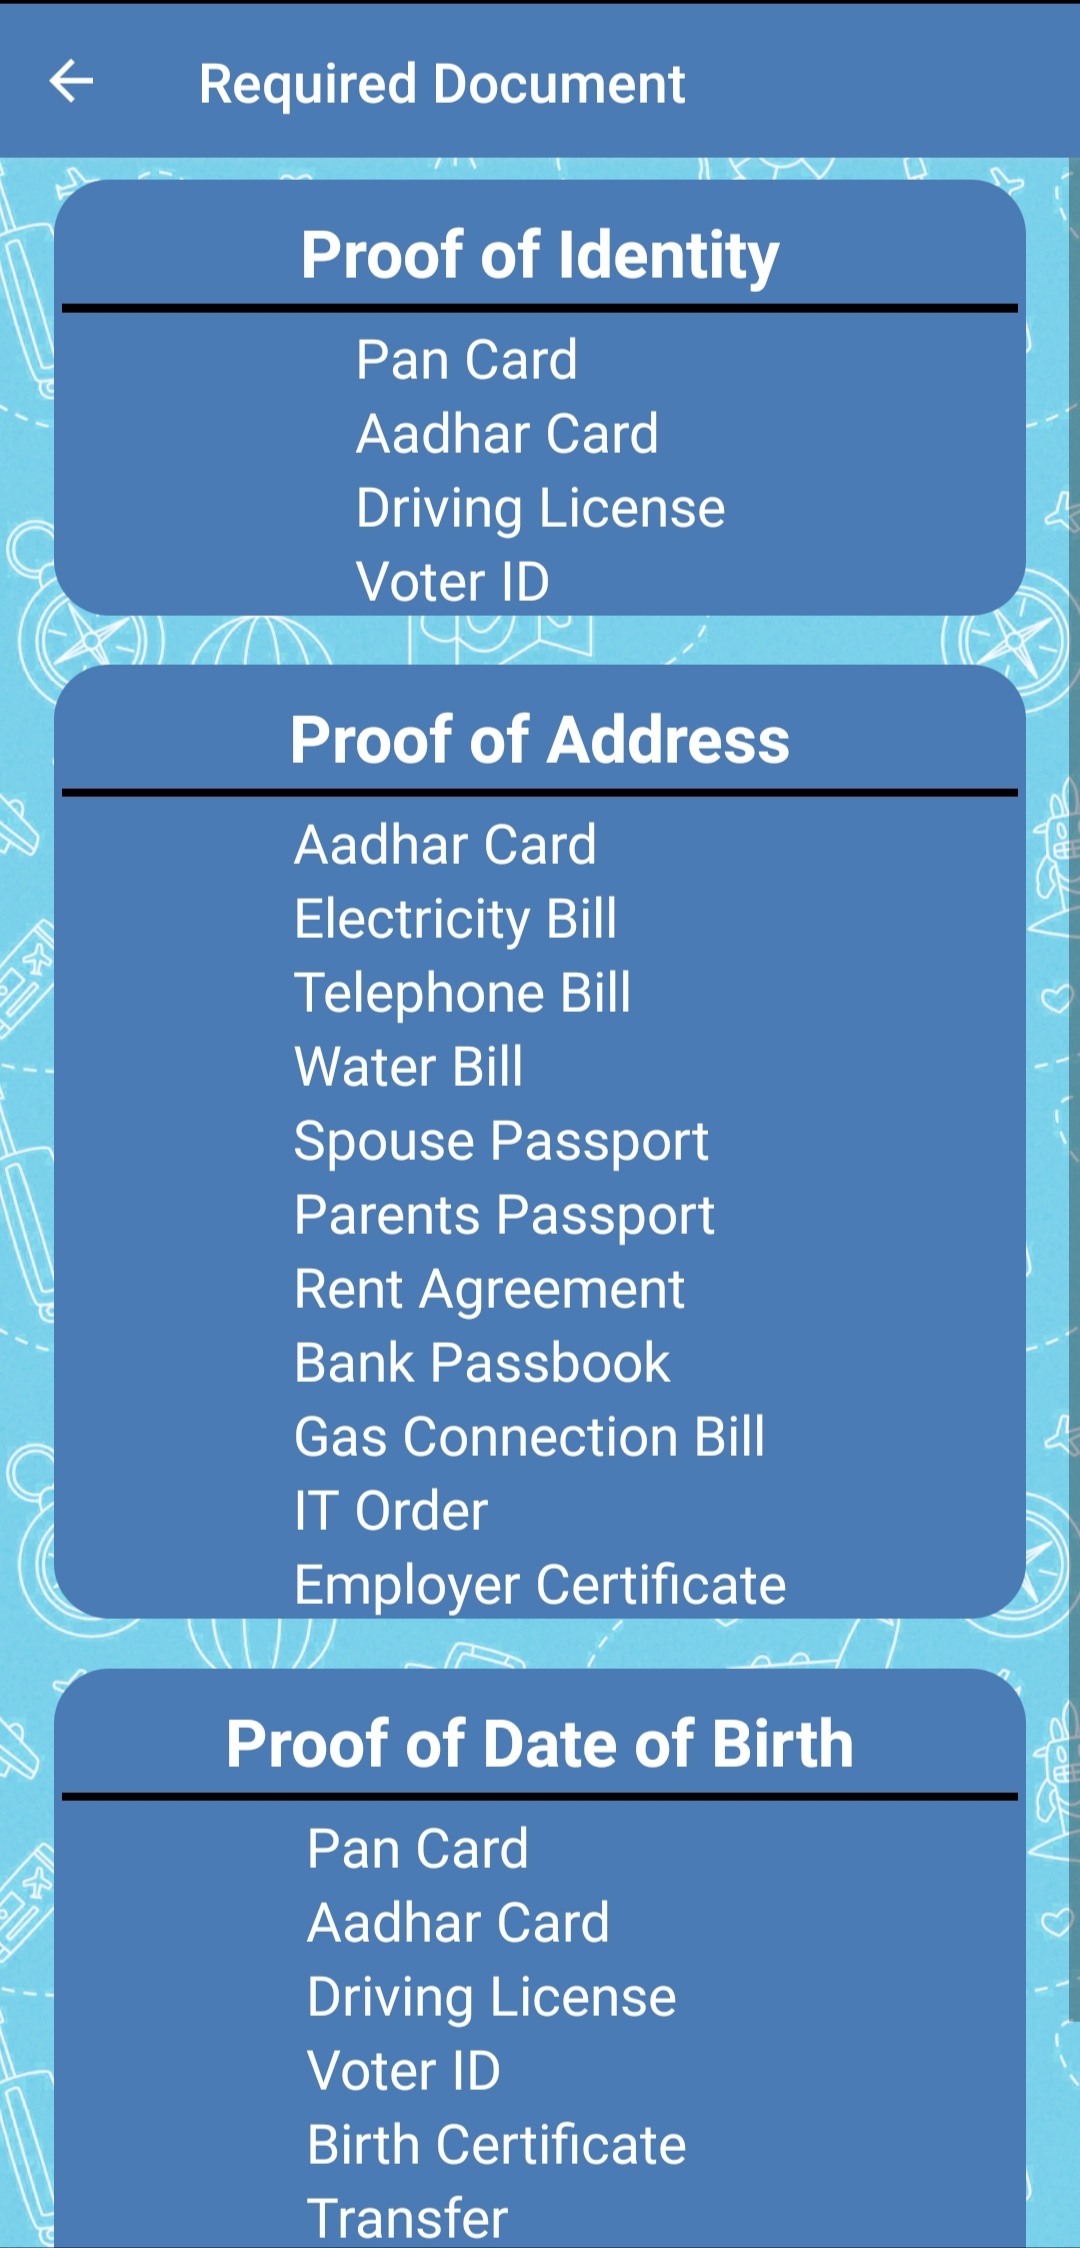 Required Document
Proof of Identity
Pan Card
Aadhar Card
Driving License
Voter ID
Proof of Address
Aadhar Card
Electricity Bill
Telephone Bill
Water Bill
Spouse Passport
Parents Passport
Rent Agreement
Bank Passbook
Gas Connection Bill
IT Order
Employer Certificate
Proof of Date of Birth
Pan Card
Aadhar Card
Driving License
Voter ID
Birth Certificate
Transfer